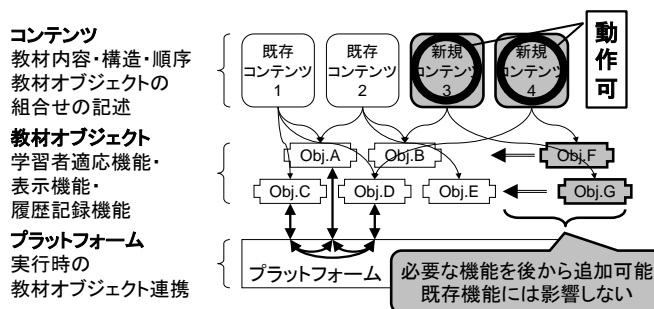 コンテンツ
教材内容・構造・順序
教材オブジェクトの
組合せの記述
既存
コンテンツ
1
既存
コンテンツ
2
新規
コンテンツ
3
新規
コンテンツ
4
動作可
教材オブジェクト
学習者適応機能・
表示機能・
履歴記録機能
Obj.A
Obj.B
Obj.F
Obj.C
Obj.D
Obj.E
Obj.G
プラットフォーム
実行時の
教材オブジェクト連携
プラットフォーム
必要な機能を後から追加可能
既存機能には影響しない